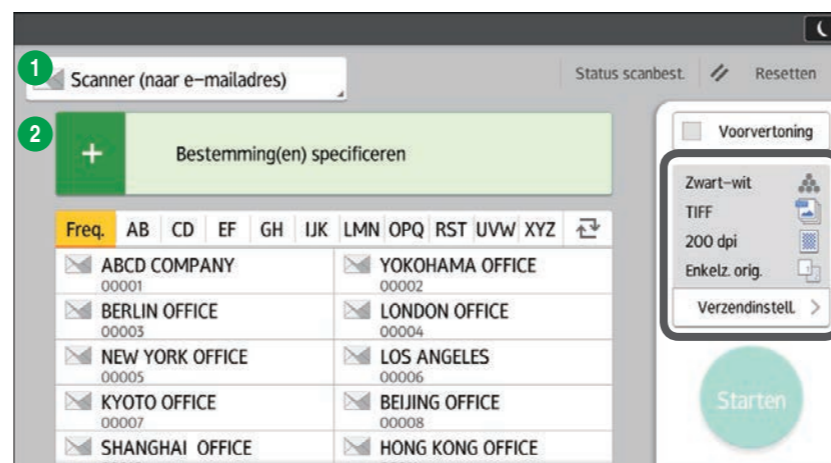 1
Scanner (naar e-mailadres)
Status scanbest.
Resetten
2
+
Bestemming(en) specificeren
Voorvertoning
Zwart-wit
TIFF
200 dpi
Enkelz. orig.
Verzendinstell. >
Freq. AB CD EF GH IJK LMN OPQ RST UVW XYZ
ABCD COMPANY
00001
YOKOHAMA OFFICE
00002
BERLIN OFFICE
00003
LONDON OFFICE
00004
NEW YORK OFFICE
00005
LOS ANGELES
00006
KYOTO OFFICE
00007
BEIJING OFFICE
00008
SHANGHAI OFFICE
HONG KONG OFFICE
Starten